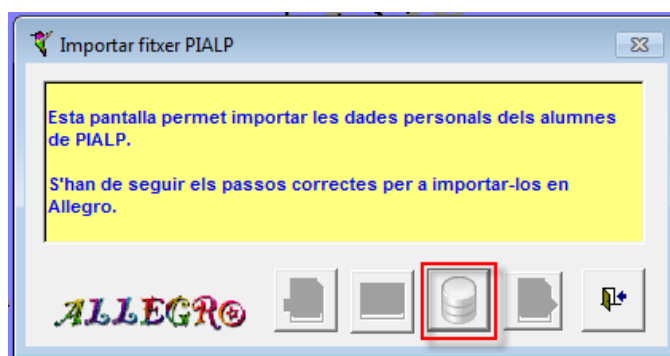 Importar fitxer PIALP
Esta pantalla permet importar les dades personals dels alumnes
de PIALP.
S'han de seguir els passos correctes per a importar-los en
Allegro.
ALLEGRO